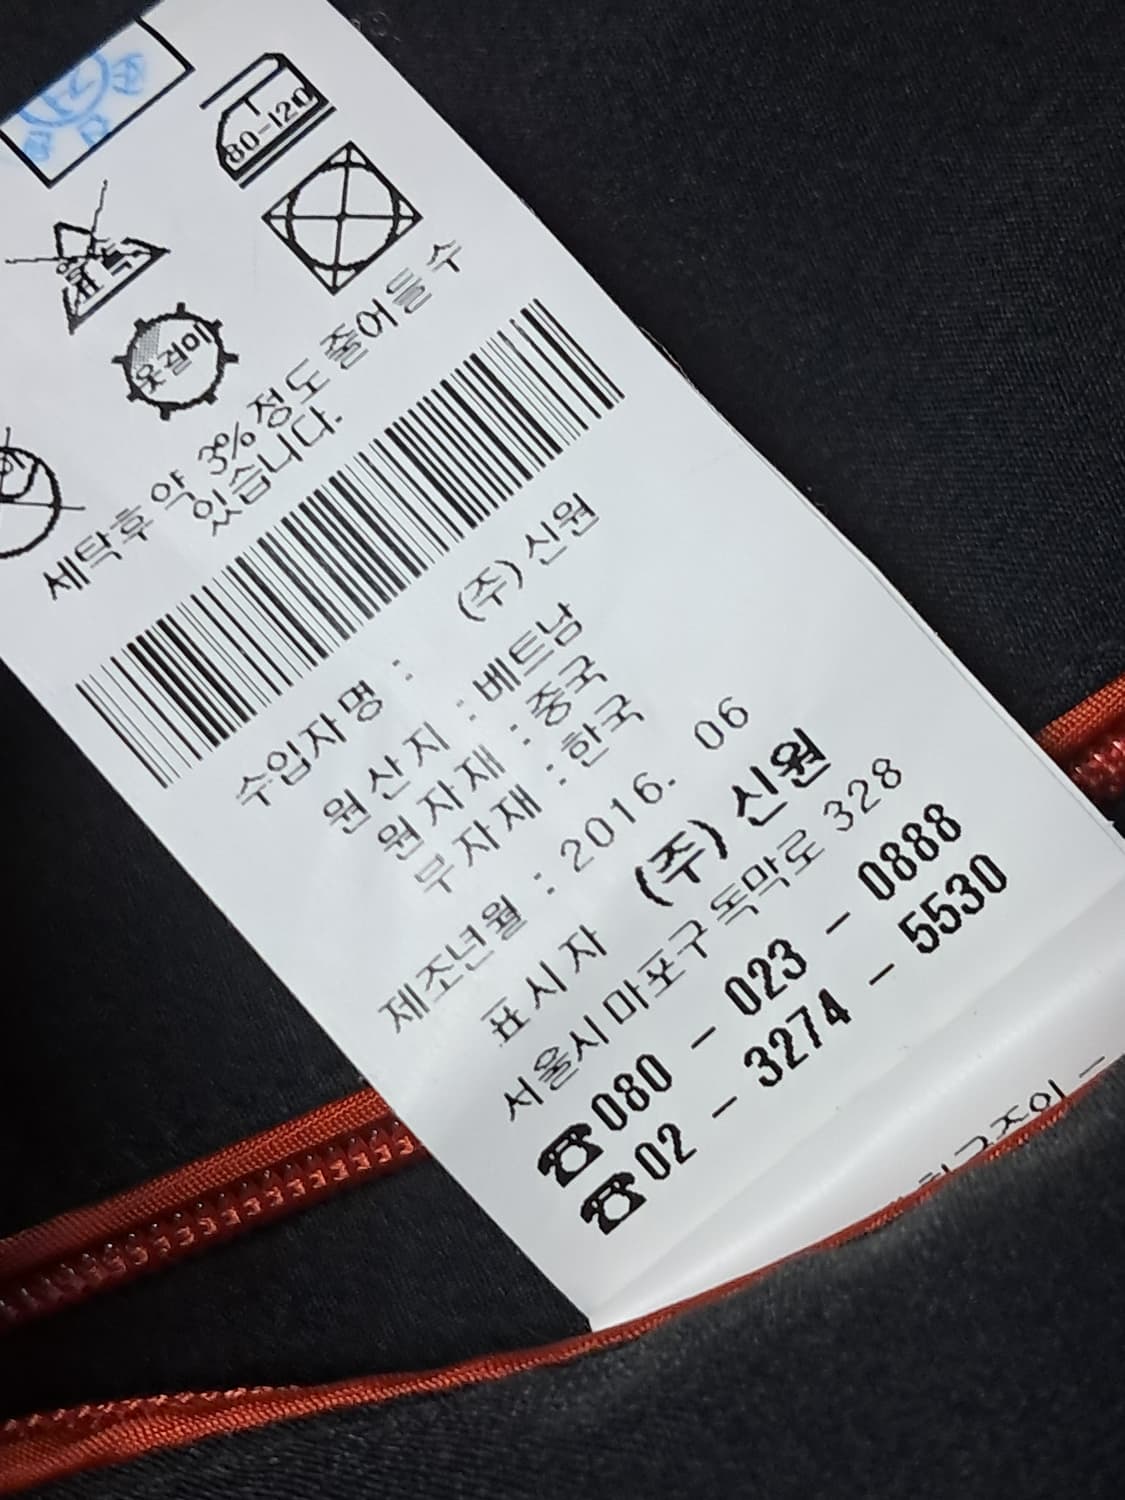 80-120
옷걸이
세탁후 약 3% 정도 줄어들 수
있습니다.
수입자명 : (주) 신원
원 산 지 : 베트남
원 자 재 : 중국
부 자 재 : 한국
제조년월 : 2016. 06
표 시 자 (주) 신원
서울시 마포구 독막로 328
☎080 - 023 - 0888
☎02 - 3274 - 5530